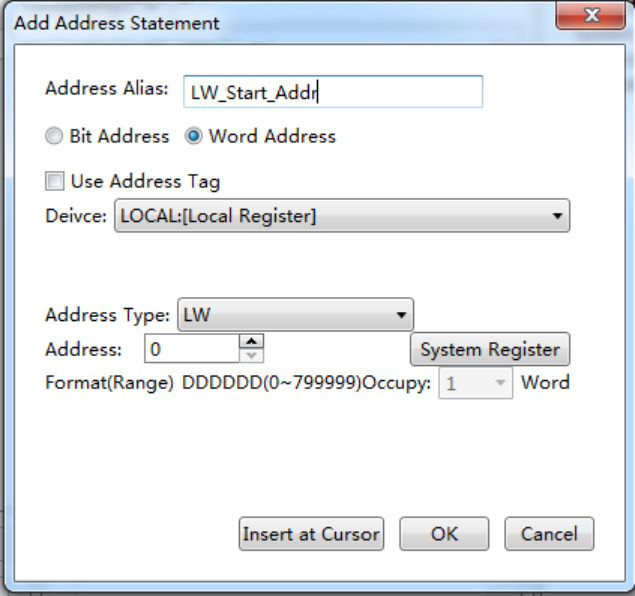 Add Address Statement
x
Address Alias: LW_Start_Addr
Bit Address Word Address
Use Address Tag
Deivce: LOCAL:[Local Register]
Address Type: LW
Address: 0 System Register
Format(Range) DDDDDD(0~799999)Occupy: 1 Word
Insert at Cursor OK Cancel